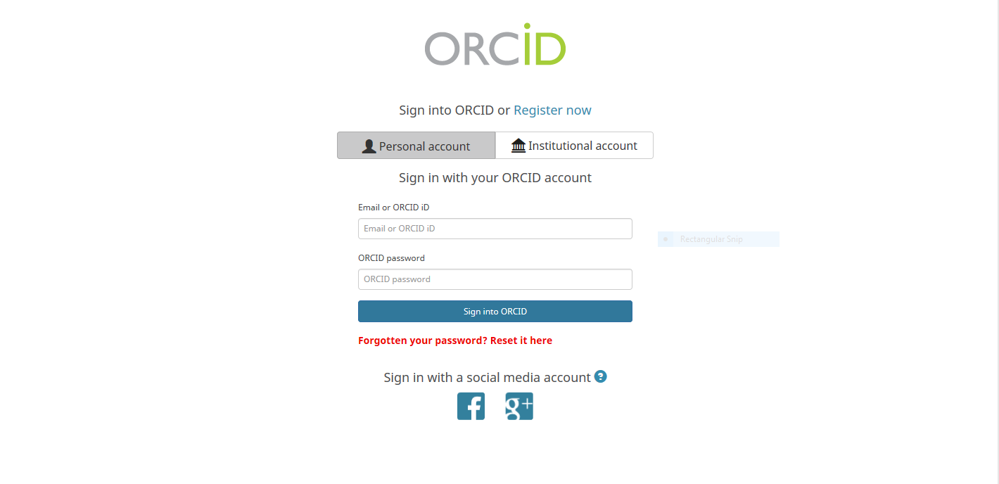 ORCiD
Sign into ORCID or Register now
Personal account Institutional account
Sign in with your ORCID account
Email or ORCID iD
Email or ORCID iD
Rectangular Snip
ORCID password
ORCID password
Sign into ORCID
Forgotten your password? Reset it here
Sign in with a social media account ?
f g+